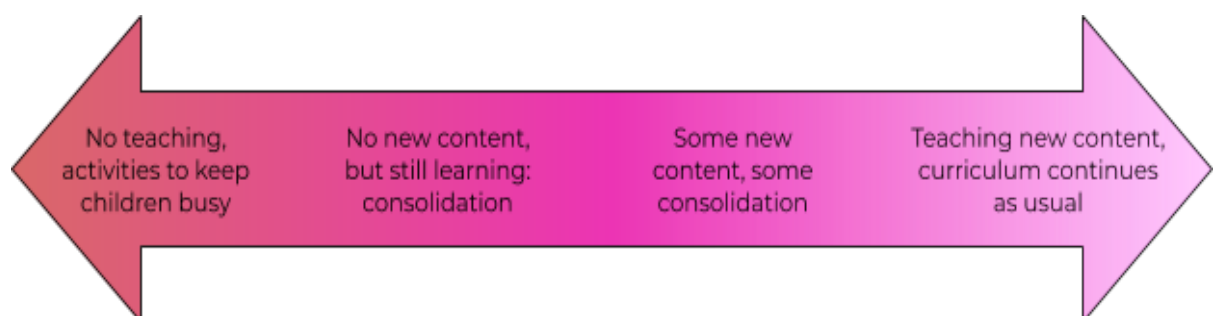 No teaching,
activities to keep
children busy
No new content,
but still learning:
consolidation
Some new
content, some
consolidation
Teaching new content,
curriculum continues
as usual